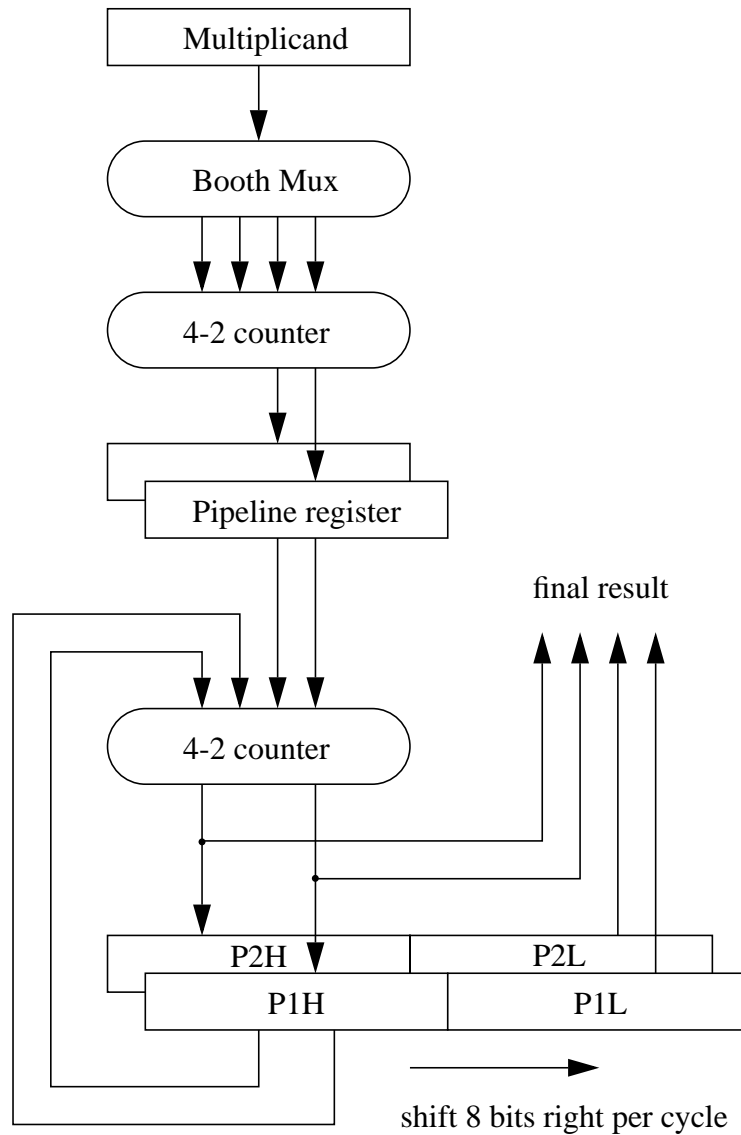 Multiplicand
Booth Mux
4-2 counter
Pipeline register
final result
4-2 counter
P2H P2L
P1H P1L
shift 8 bits right per cycle